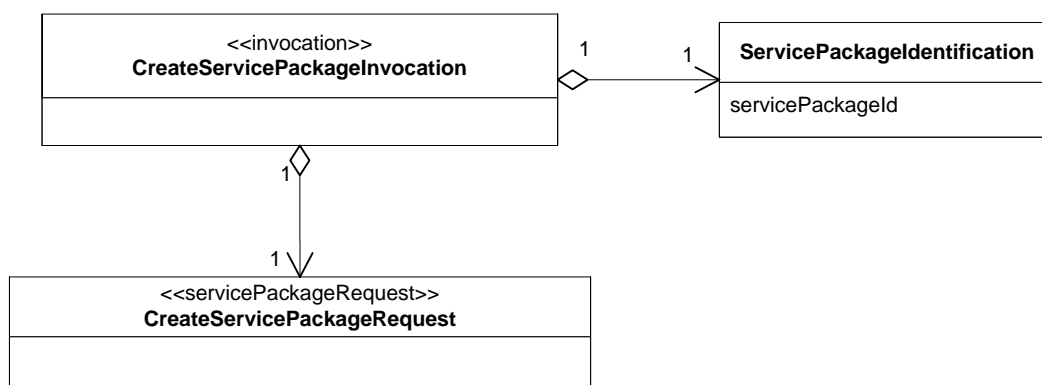 <<invocation>>
CreateServicePackageInvocation
1
1
ServicePackageIdentification
servicePackageId
1
1
<<servicePackageRequest>>
CreateServicePackageRequest